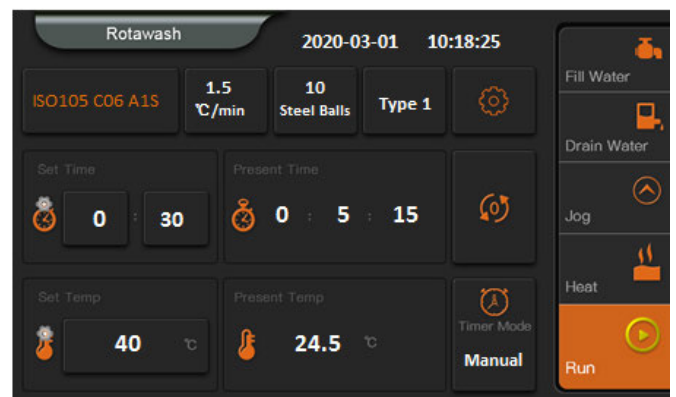 Rotawash
2020-03-01 10:18:25
ISO105 C06 A1S
1.5
℃/min
10
Steel Balls
Type 1
Set Time
0 : 30
Present Time
0 : 5 : 15
0
Set Temp
40 ℃
Present Temp
24.5 ℃
A
Timer Mode
Manual
Fill Water
Drain Water
Jog
Heat
Run